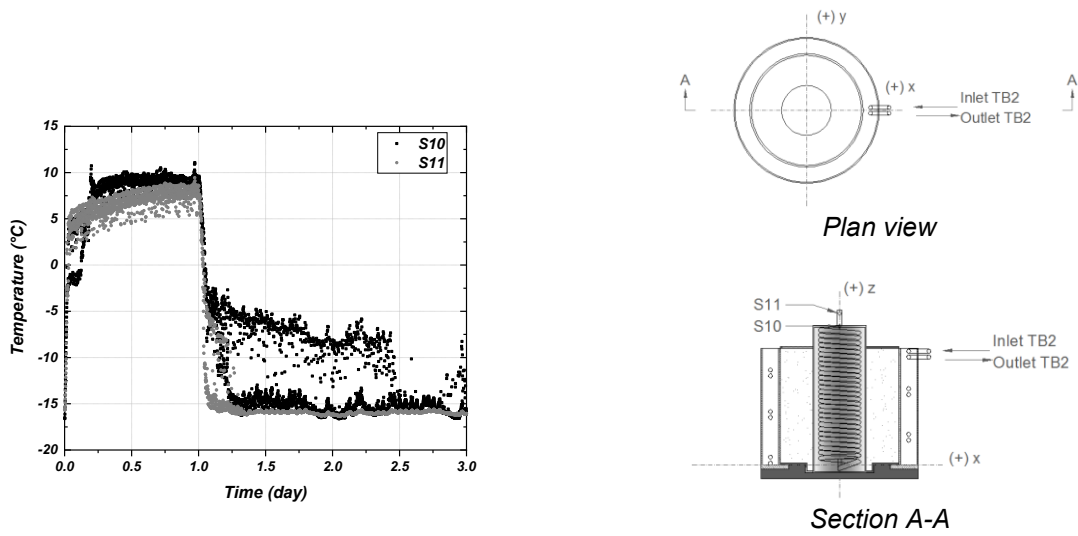 15
10
5
0
-5
-10
-15
-20
Temperature (°C)
0.0 0.5 1.0 1.5 2.0 2.5 3.0
Time (day)
S10
S11
(+) y
A A
(+) x
Inlet TB2
Outlet TB2
Plan view
(+) z
S11
S10
Inlet TB2
Outlet TB2
(+) x
Section A-A